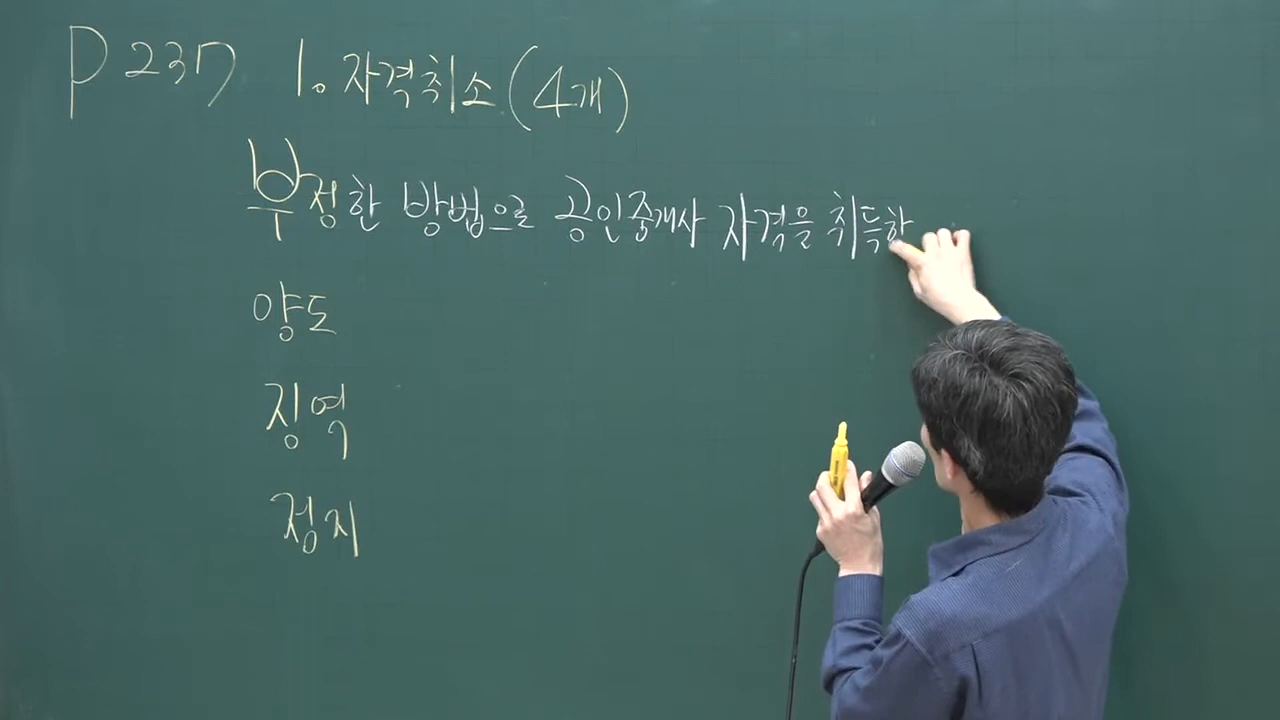 P 237 1. 자격취소 (4개)
부정한 방법으로 공인중개사 자격을 취득한
양도
징역
정지